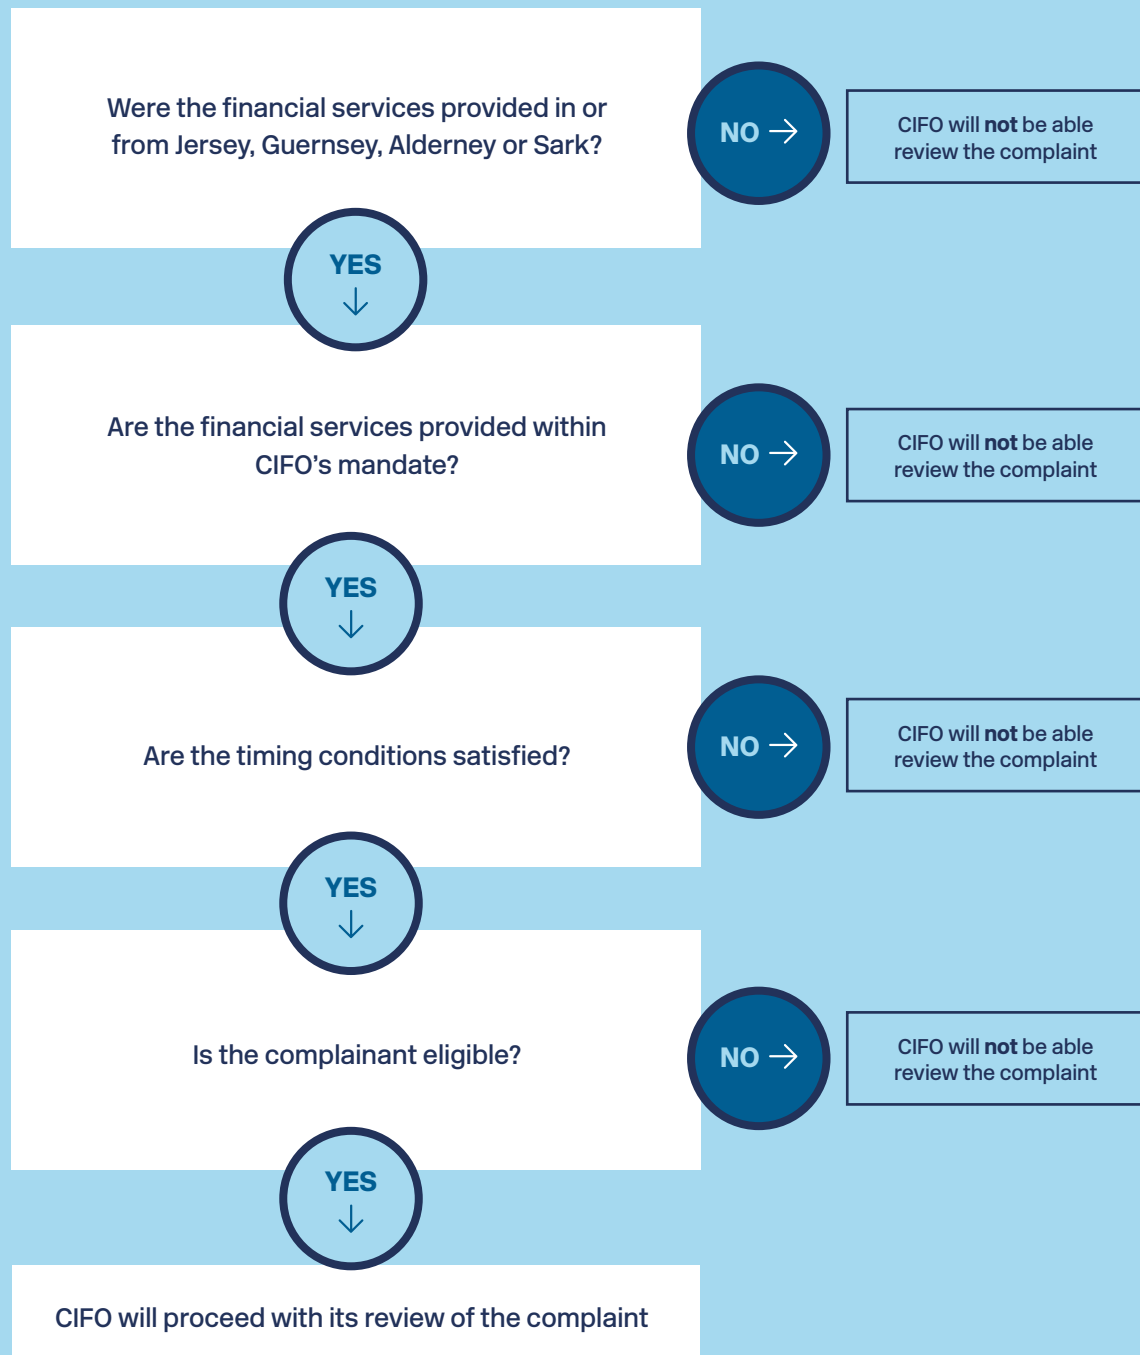 Were the financial services provided in or
from Jersey, Guernsey, Alderney or Sark?
NO →
CIFO will not be able
review the complaint
YES
↓
Are the financial services provided within
CIFO's mandate?
NO →
CIFO will not be able
review the complaint
YES
↓
Are the timing conditions satisfied?
NO →
CIFO will not be able
review the complaint
YES
↓
Is the complainant eligible?
NO →
CIFO will not be able
review the complaint
YES
↓
CIFO will proceed with its review of the complaint